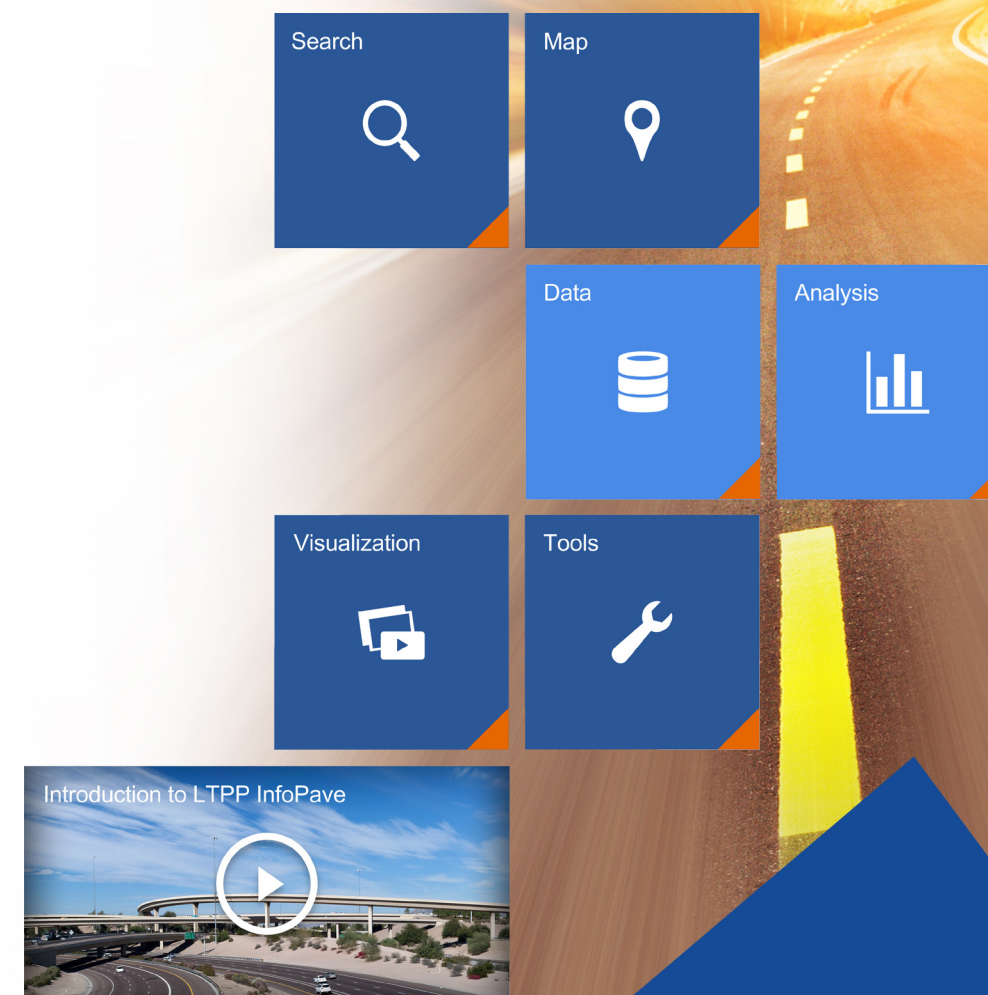 Search
Map
Data
Analysis
Visualization
Tools
Introduction to LTPP InfoPave